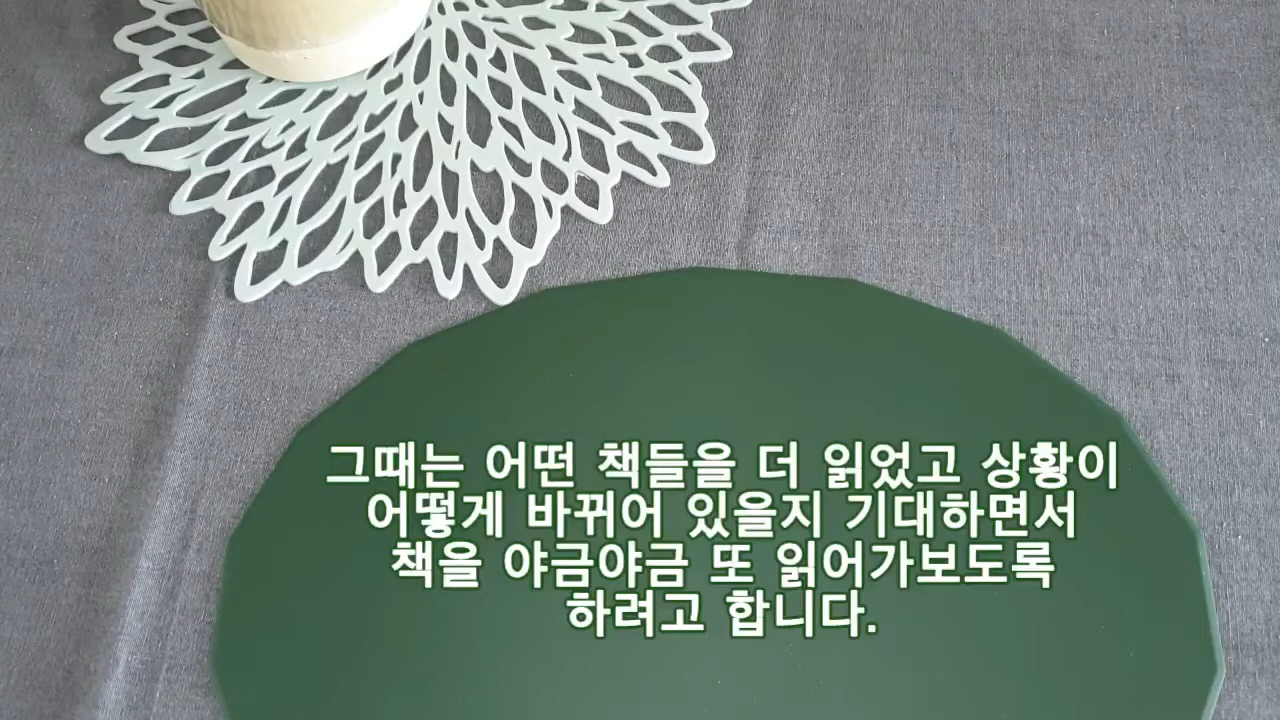 그때는 어떤 책들을 더 읽었고 상황이
어떻게 바뀌어 있을지 기대하면서
책을 야금야금 또 읽어가보도록
하려고 합니다.